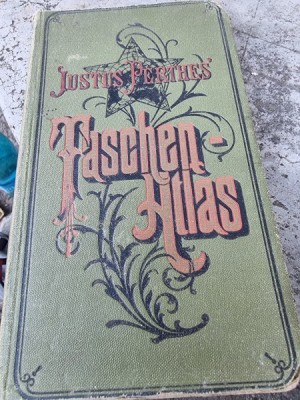 JUSTUS PERTHES'
Taschen-
Atlas